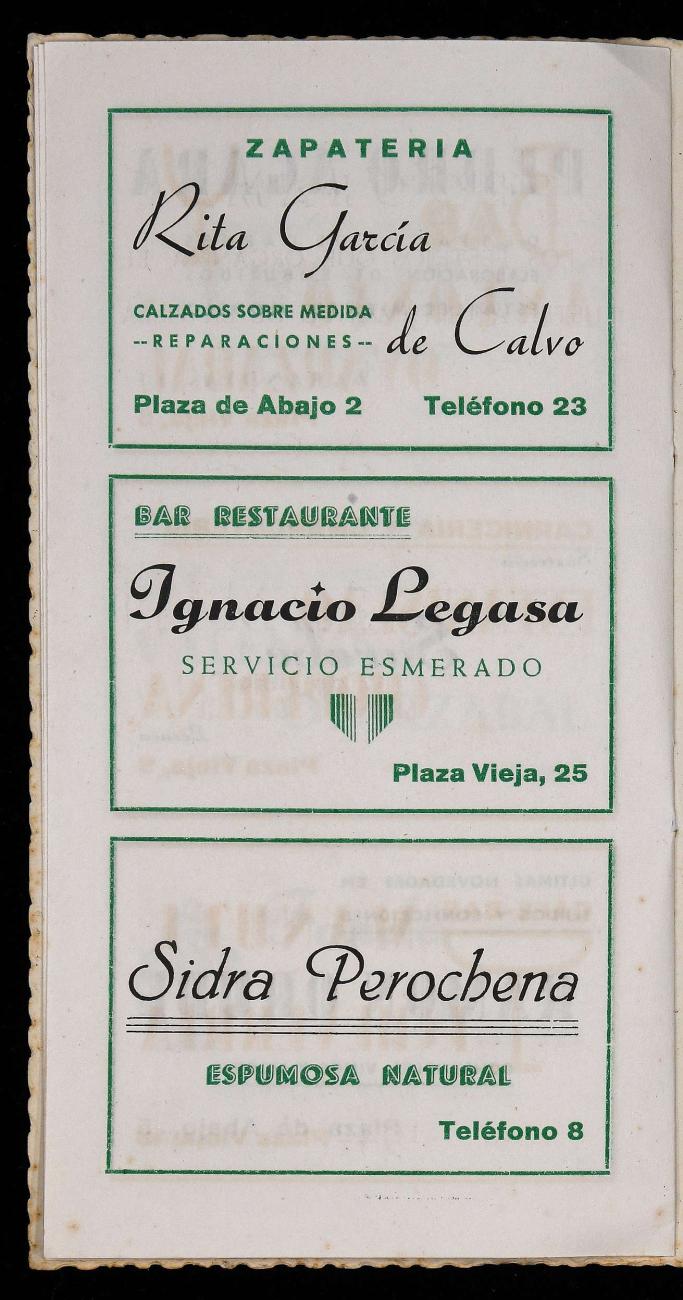 ZAPATERIA
Rita García
CALZADOS SOBRE MEDIDA
--REPARACIONES--
de Calvo
Plaza de Abajo 2 Teléfono 23
BAR RESTAURANTE
Ignacio Legasa
SERVICIO ESMERADO
Plaza Vieja, 25
Sidra Perochena
ESPUMOSA NATURAL
Teléfono 8